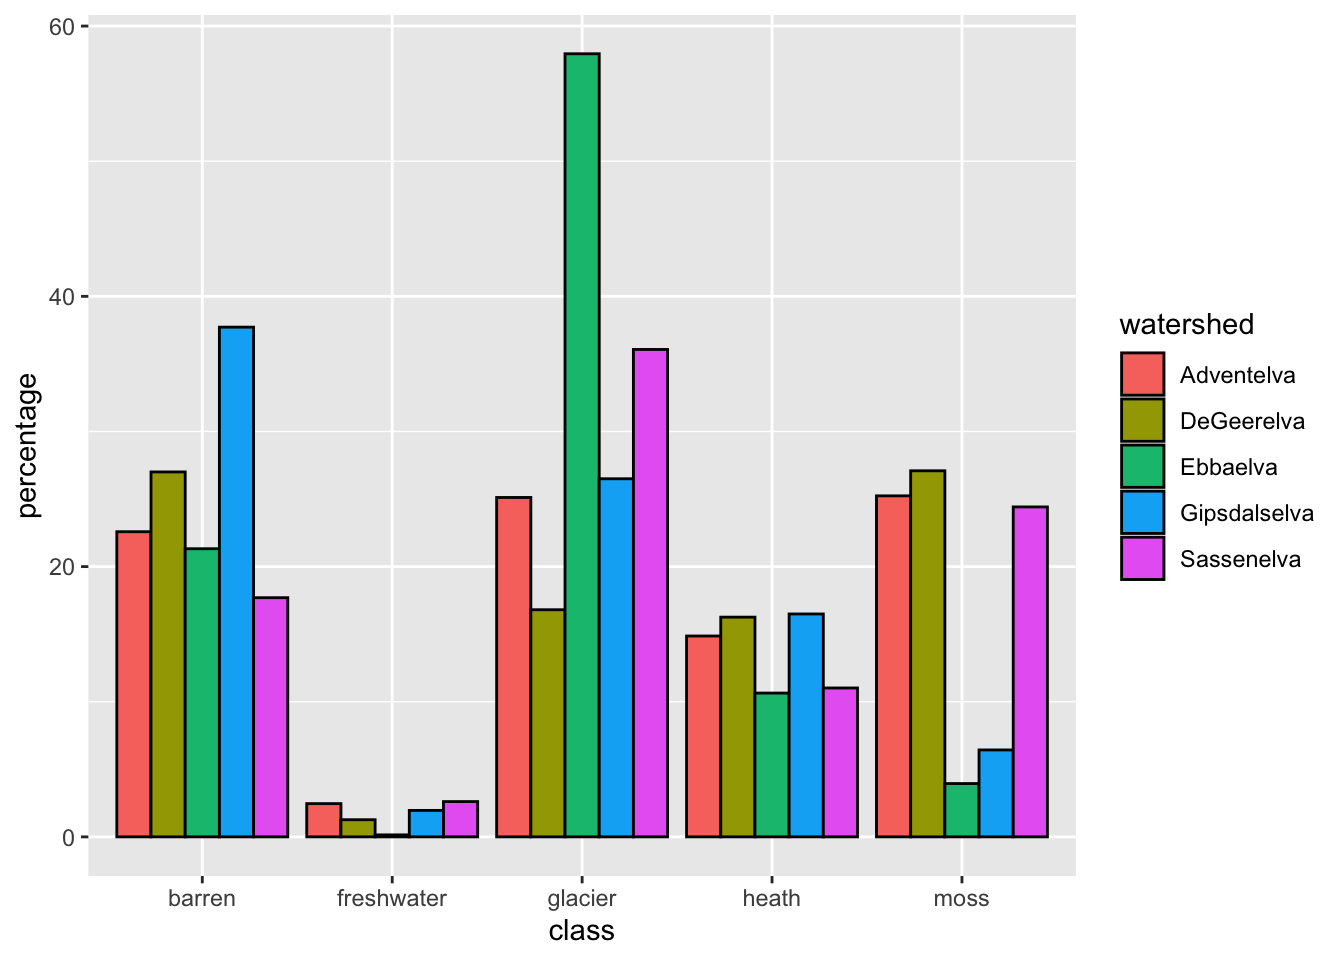 60
40
20
0
percentage
barren freshwater glacier heath moss
class
watershed
Adventelva
DeGeerelva
Ebbaelva
Gipsdalselva
Sassenelva